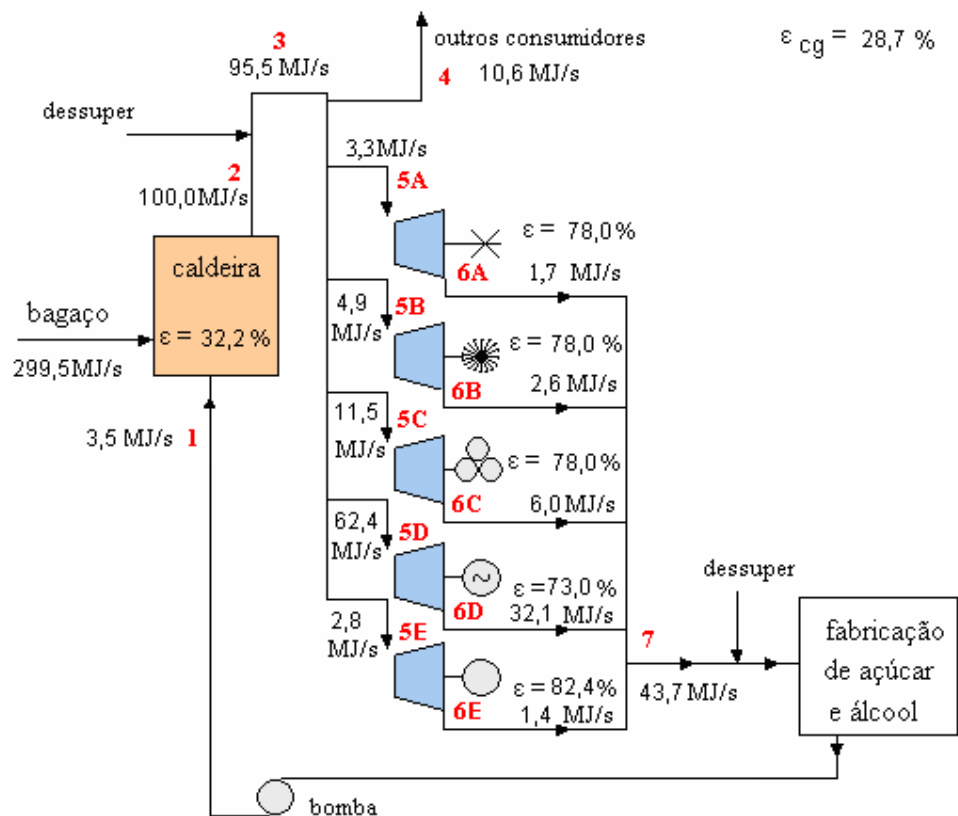 3
95,5 MJ/s
outros consumidores
4 10,6 MJ/s
ε cg = 28,7 %
dessuper
2
100,0MJ/s
3,3MJ/s
5A
ε = 78,0%
6A
1,7 MJ/s
caldeira
ε = 32,2 %
bagaço
299,5MJ/s
3,5 MJ/s 1
4,9
MJ/s
5B
ε = 78,0 %
6B
2,6 MJ/s
11,5
MJ/s
5C
ε = 78,0%
6C
6,0MJ/s
62,4
MJ/s
5D
ε =73,0 %
6D
32,1 MJ/s
2,8
MJ/s
5E
ε =82,4%
6E
1,4 MJ/s
7
43,7 MJ/s
dessuper
fabricação
de açúcar
e álcool
bomba